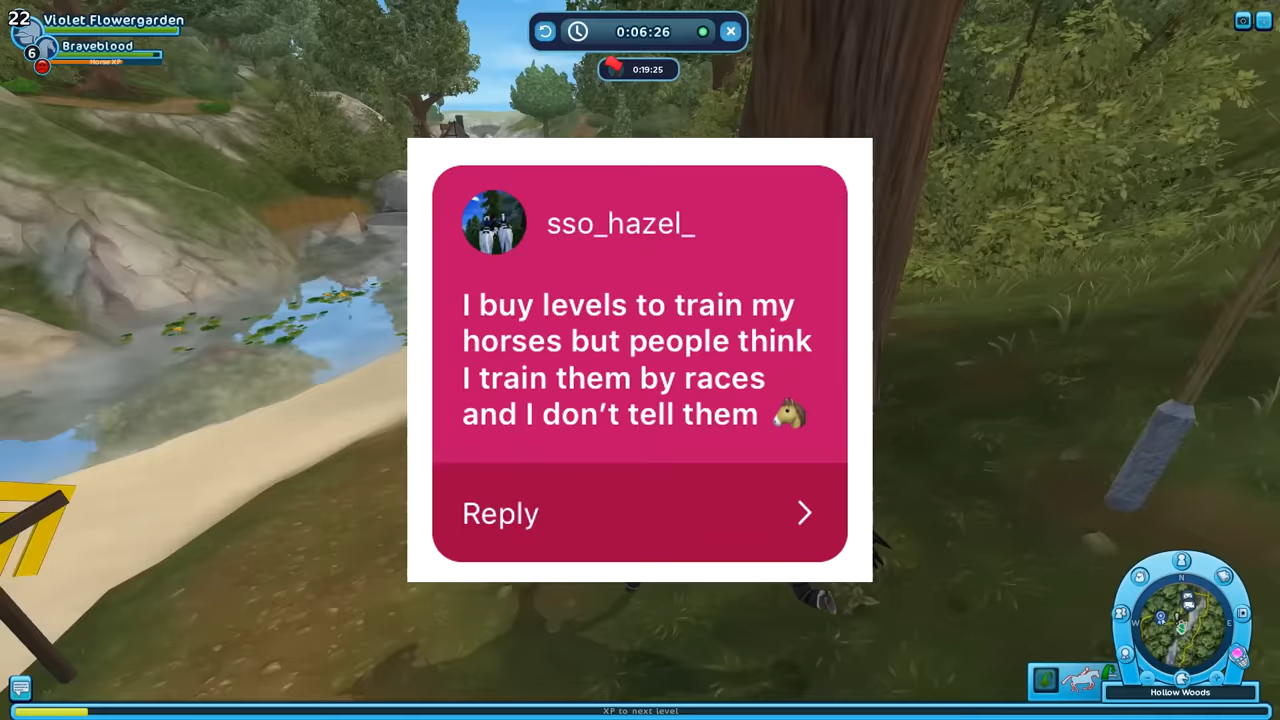 22
Violet Flowergarden
Braveblood
6
Horse XP
0:06:26
0:19:25
sso_hazel_
I buy levels to train my
horses but people think
I train them by races
and I don't tell them
Reply
N
W
E
Hollow Woods
XP to next level